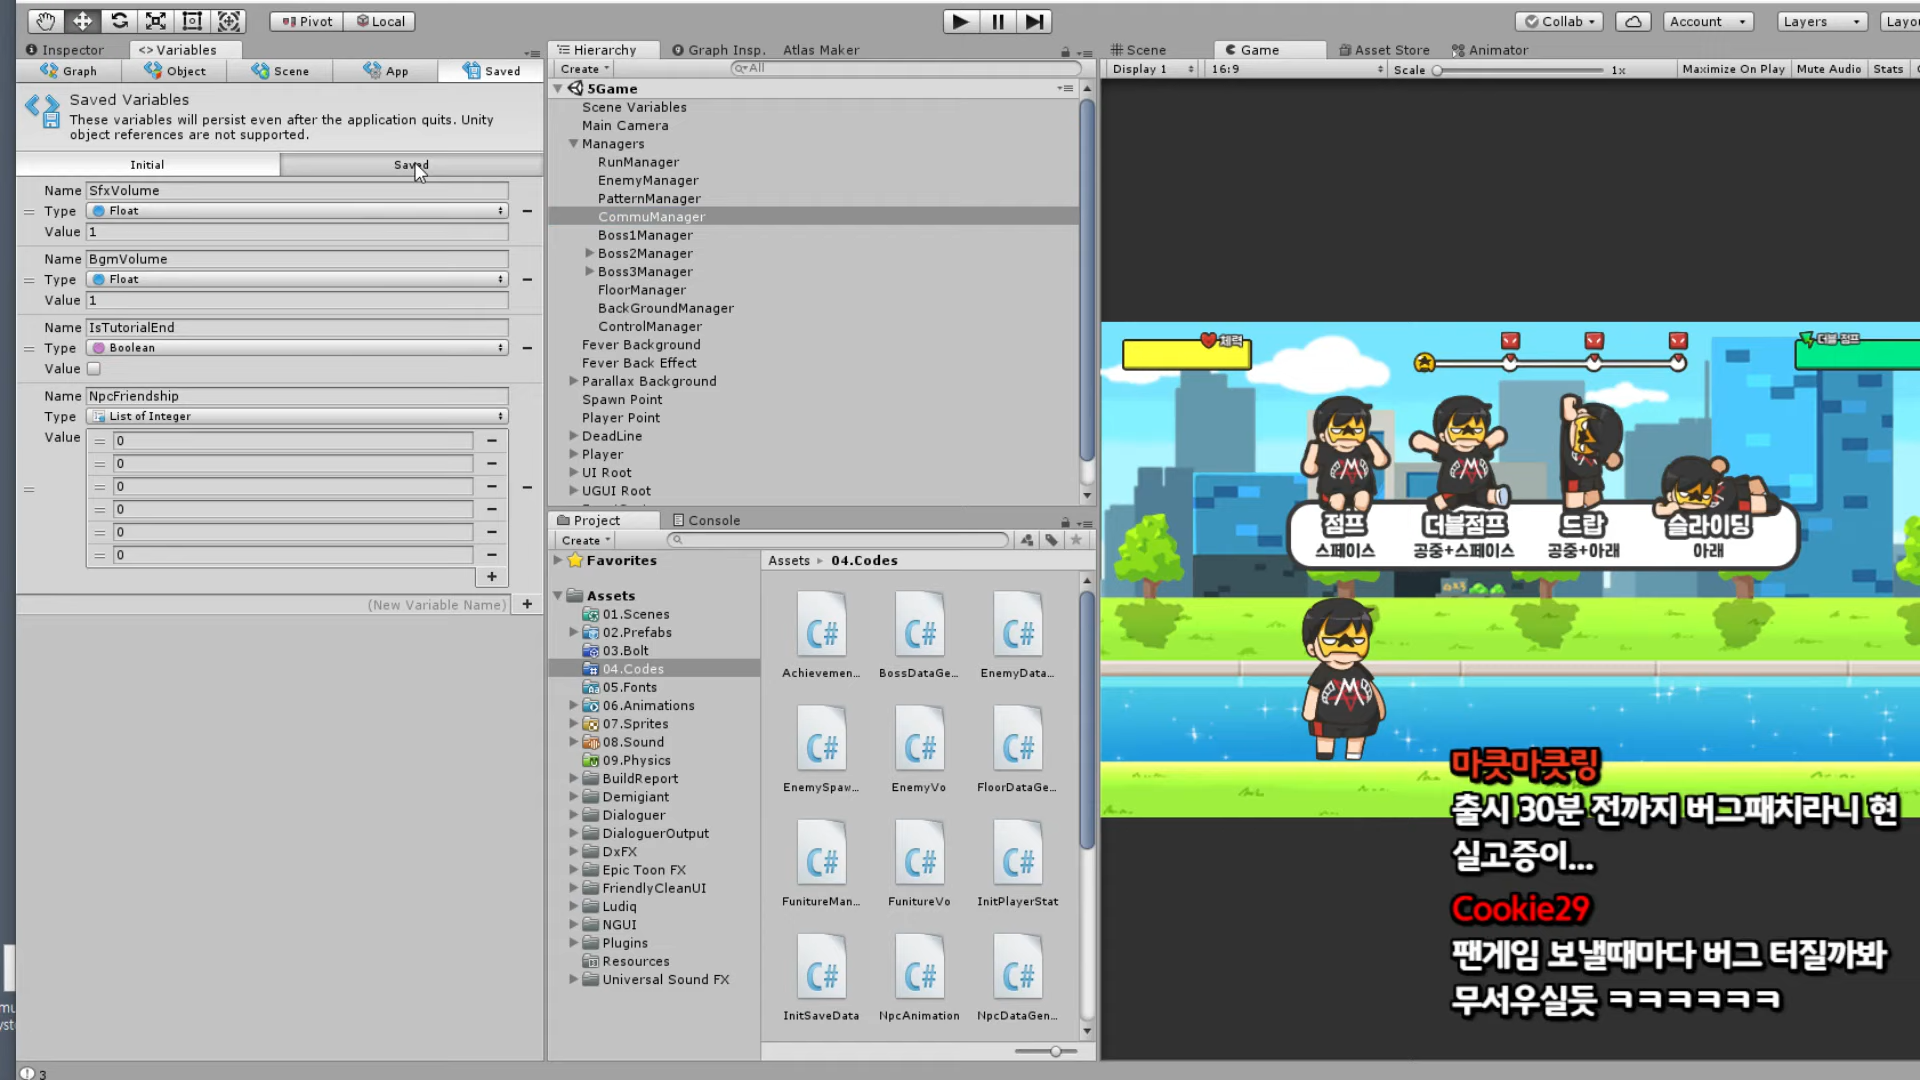 Pivot
Local
Collab
Account
Layers
Inspector
<> Variables
Hierarchy
Graph Insp.
Atlas Maker
Scene
Game
Asset Store
Animator
Graph
Object
Scene
App
Saved
Create
All
Display 1
16:9
Scale
1x
Maximize On Play
Mute Audio
Stats
Saved Variables
These variables will persist even after the application quits. Unity
object references are not supported.
Initial
Saved
Name SfxVolume
Type Float
Value 1
Name BgmVolume
Type Float
Value 1
Name IsTutorialEnd
Type Boolean
Value
Name NpcFriendship
Type List of Integer
Value 0
0
0
0
0
0
(New Variable Name)
5Game
Scene Variables
Main Camera
Managers
RunManager
EnemyManager
PatternManager
CommuManager
Boss1Manager
Boss2Manager
Boss3Manager
FloorManager
BackGroundManager
ControlManager
Fever Background
Fever Back Effect
Parallax Background
Spawn Point
Player Point
DeadLine
Player
UI Root
UGUI Root
Project
Console
Create
Favorites
Assets
01.Scenes
02.Prefabs
03.Bolt
04.Codes
05.Fonts
06.Animations
07.Sprites
08.Sound
09.Physics
BuildReport
Demigiant
Dialoguer
DialoguerOutput
DxFX
Epic Toon FX
FriendlyCleanUI
Ludiq
NGUI
Plugins
Resources
Universal Sound FX
Assets ▸ 04.Codes
C# C# C#
Achievemen... BossDataGe... EnemyData...
C# C# C#
EnemySpaw... EnemyVo FloorDataGe...
C# C# C#
FunitureMan... FunitureVo InitPlayerStat
C# C# C#
InitSaveData NpcAnimation NpcDataGen...
체력
더블 점프
점프 더블점프 드랍 슬라이딩
스페이스 공중+스페이스 공중+아래 아래
마큿마큿링
출시 30분 전까지 버그패치라니 현
실고증이...
Cookie29
팬게임 보낼때마다 버그 터질까봐
무서우실듯 ㅋㅋㅋㅋㅋㅋ
3